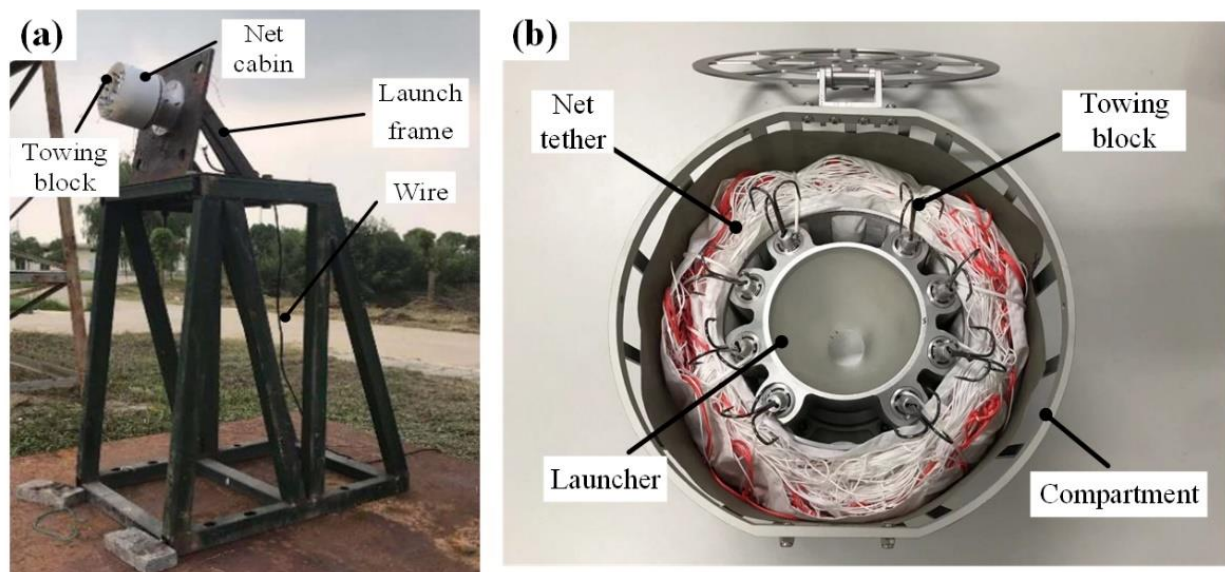 (a)
Net
cabin
Launch
frame
Towing
block
Wire
(b)
Net
tether
Towing
block
Launcher
Compartment